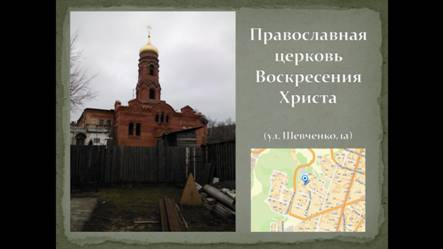 Православная
церковь
Воскресения
Христа
(ул. Шевченко, 1а)